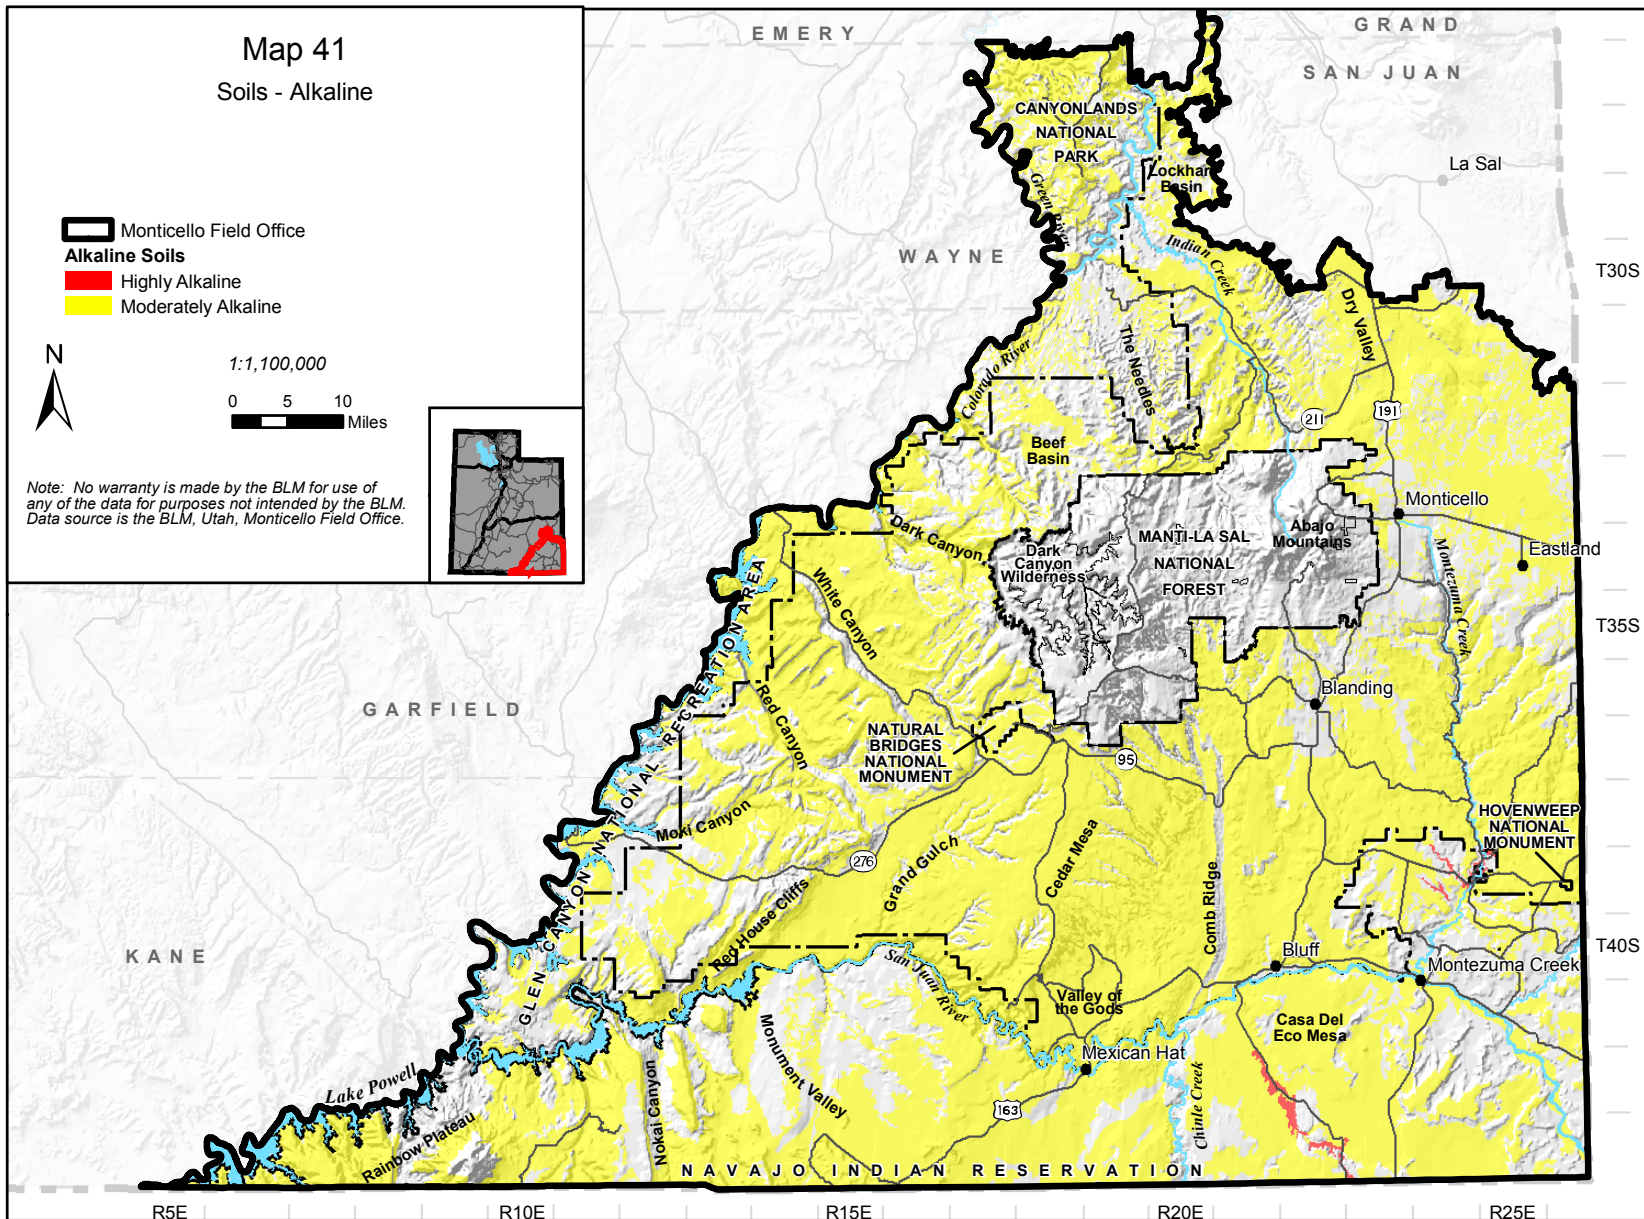 Map 41
Soils - Alkaline
Monticello Field Office
Alkaline Soils
Highly Alkaline
Moderately Alkaline
N
1:1,100,000
0 5 10
Miles
Note: No warranty is made by the BLM for use of
any of the data for purposes not intended by the BLM.
Data source is the BLM, Utah, Monticello Field Office.
EMERY
GRAND
SAN JUAN
WAYNE
GARFIELD
KANE
La Sal
CANYONLANDS
NATIONAL
PARK
Lockhart
Basin
Green River
Indian Creek
Dry Valley
The Needles
Colorado River
211
191
Beef
Basin
Monticello
Eastland
Abajo
Mountains
MANTI-LA SAL
NATIONAL
FOREST
Dark Canyon
Dark
Canyon
Wilderness
Montezuma Creek
White Canyon
Blanding
Red Canyon
NATURAL
BRIDGES
NATIONAL
MONUMENT
95
GLEN CANYON NATIONAL RECREATION AREA
Moki Canyon
276
Grand Gulch
Cedar Mesa
Comb Ridge
HOVENWEEP
NATIONAL
MONUMENT
Red House Cliffs
San Juan River
Valley of
the Gods
Bluff
Montezuma Creek
Casa Del
Eco Mesa
Mexican Hat
Monument Valley
Nokai Canyon
Chinle Creek
163
Lake Powell
Rainbow Plateau
NAVAJO INDIAN RESERVATION
T30S
T35S
T40S
R5E
R10E
R15E
R20E
R25E